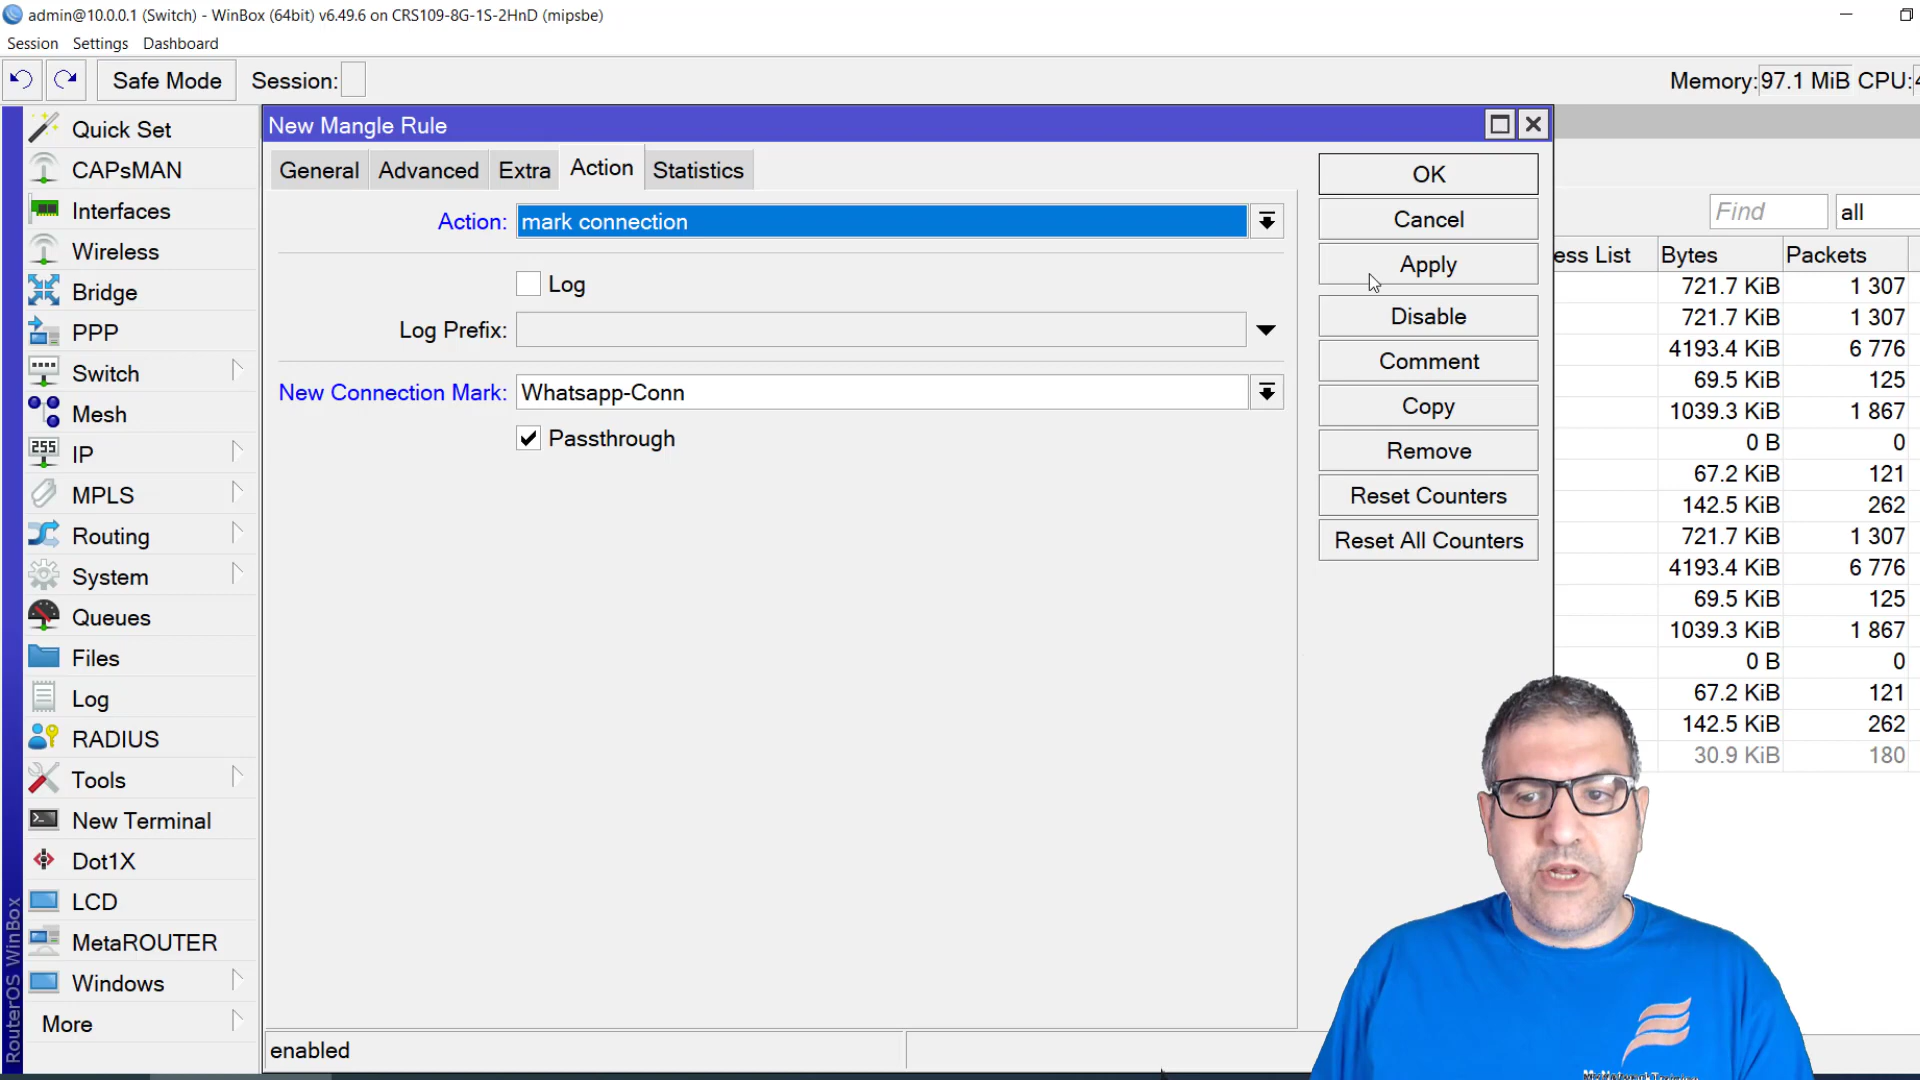 admin@10.0.0.1 (Switch) - WinBox (64bit) v6.49.6 on CRS109-8G-1S-2HnD (mipsbe)
Session Settings Dashboard
Safe Mode Session: Memory: 97.1 MiB CPU:
Quick Set
CAPsMAN
Interfaces
Wireless
Bridge
PPP
Switch
Mesh
IP
MPLS
Routing
System
Queues
Files
Log
RADIUS
Tools
New Terminal
Dot1X
LCD
MetaROUTER
Windows
More
RouterOS WinBox
New Mangle Rule
General Advanced Extra Action Statistics
Action: mark connection
Log
Log Prefix:
New Connection Mark: Whatsapp-Conn
Passthrough
enabled
OK
Cancel
Apply
Disable
Comment
Copy
Remove
Reset Counters
Reset All Counters
Find all
ess List Bytes Packets
721.7 KiB 1 307
721.7 KiB 1 307
4193.4 KiB 6 776
69.5 KiB 125
1039.3 KiB 1 867
0 B 0
67.2 KiB 121
142.5 KiB 262
721.7 KiB 1 307
4193.4 KiB 6 776
69.5 KiB 125
1039.3 KiB 1 867
0 B 0
67.2 KiB 121
142.5 KiB 262
30.9 KiB 180